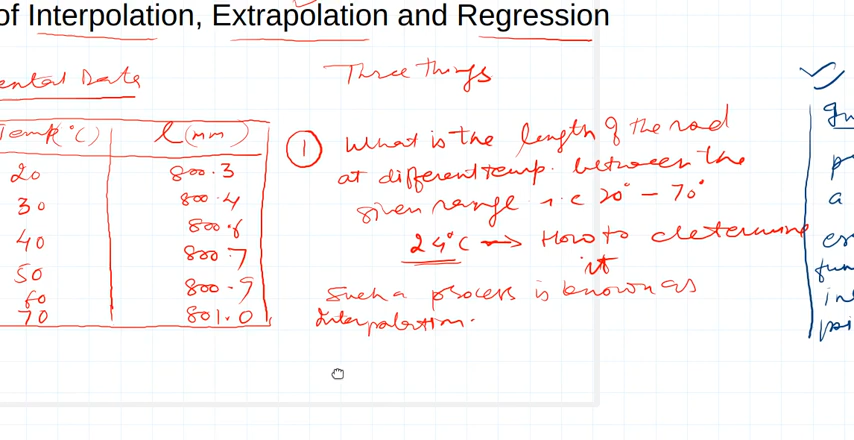 of Interpolation, Extrapolation and Regression
ental Data
Three things
Temp(°C) l (mm)
20 800.3
30 800.4
40 800.6
50 800.7
60 800.9
70 801.0
① What is the length of the rod
at different temp. between the
given range i.e 20° – 70°
24°C → How to determine
it
Such a process is known as
Interpolation.
p
a
fun
in
poi